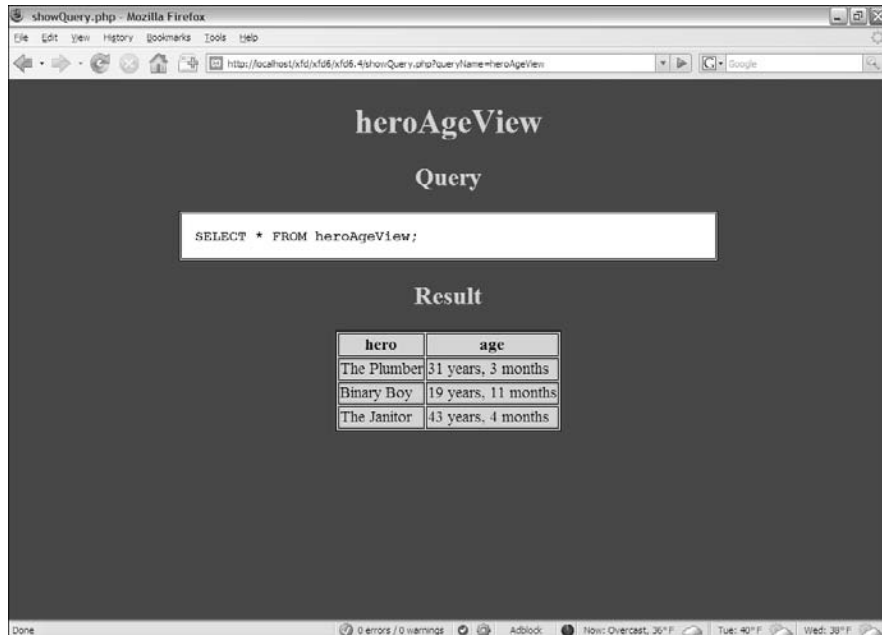 showQuery.php - Mozilla Firefox
File Edit View History Bookmarks Tools Help
http://localhost/xfd/xfd6/xfd6.4/showQuery.php?queryName=heroAgeView
Google
heroAgeView
Query
SELECT * FROM heroAgeView;
Result
hero age
The Plumber 31 years, 3 months
Binary Boy 19 years, 11 months
The Janitor 43 years, 4 months
Done 0 errors / 0 warnings Adblock Now: Overcast, 36° F Tue: 40° F Wed: 38° F